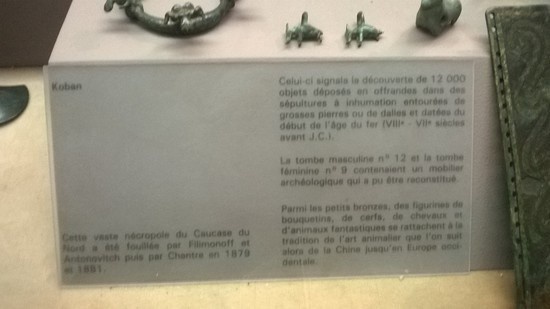 Koban
Cette vaste nécropole du Caucase du
Nord a été fouillée par Filimonoff et
Antonovitch puis par Chantre en 1879
et 1881.
Celui-ci signale le découverte de 12 000
objets déposés en offrandes dans des
sépultures à inhumation entourées de
grosses pierres ou de dalles et datées du
début de l'âge du fer (VIIIe - VIIe siècles
avant J.C.).
La tombe masculine n° 12 et la tombe
féminine n° 9 contenaient un mobilier
archéologique qui a pu être reconstitué.
Parmi les petits bronzes, des figurines de
bouquetins, de cerfs, de chevaux et
d'animaux fantastiques se rattachent à la
tradition de l'art animalier que l'on suit
alors de la Chine jusqu'en Europe occi-
dentale.